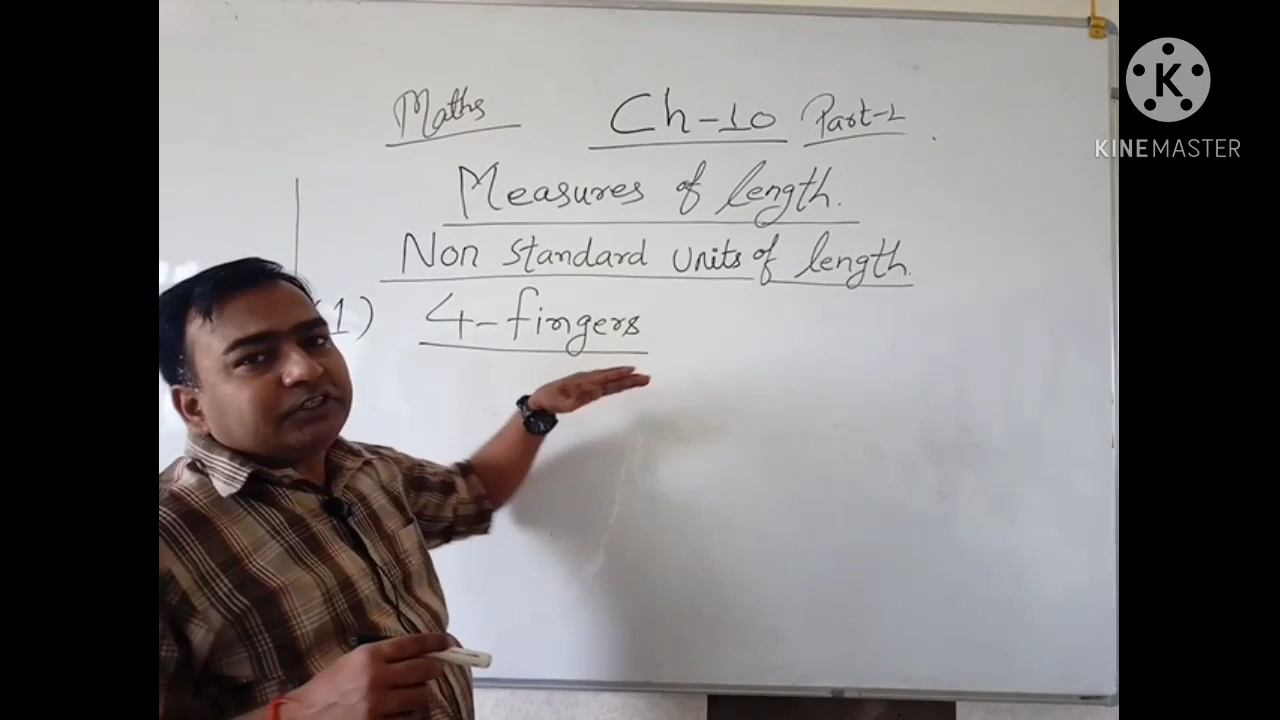 Maths Ch-10 Part-1
Measures of length.
Non Standard units of length.
(1) 4-fingers
K
KINEMASTER